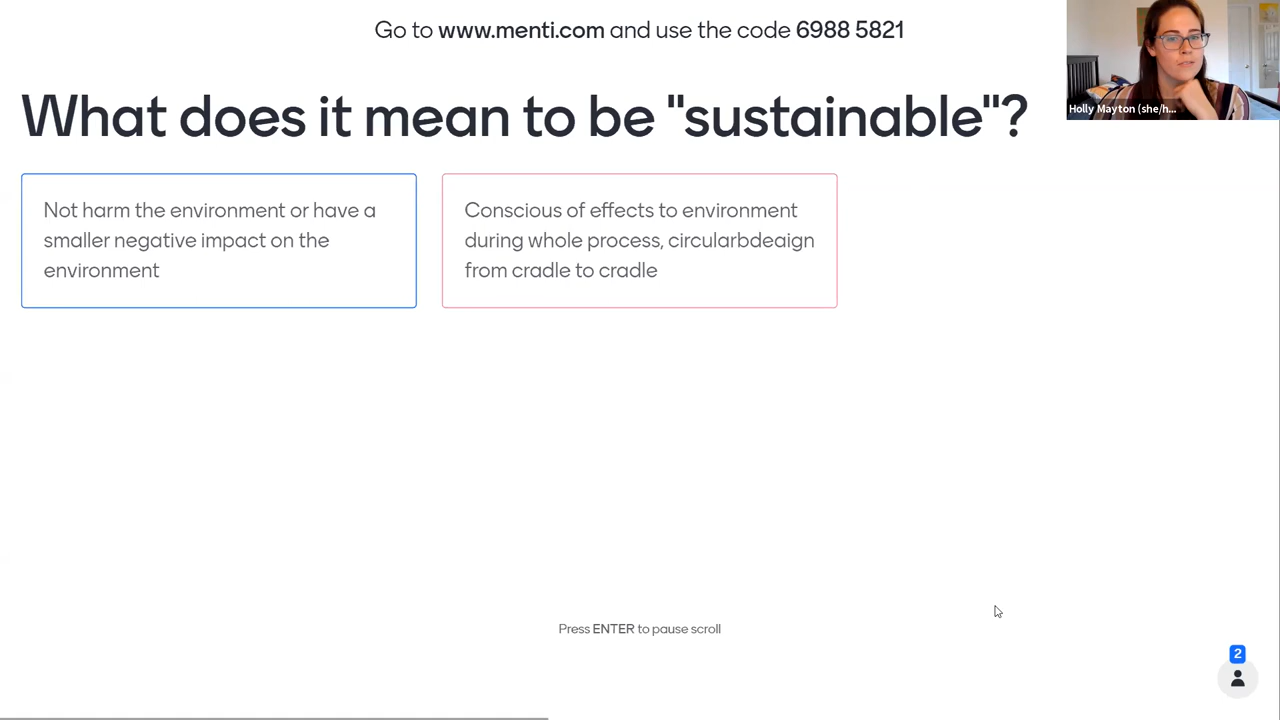 Go to www.menti.com and use the code 6988 5821
What does it mean to be "sustainable"?
Holly Mayton (she/h...
Not harm the environment or have a
smaller negative impact on the
environment
Conscious of effects to environment
during whole process, circularbdeaign
from cradle to cradle
Press ENTER to pause scroll
2